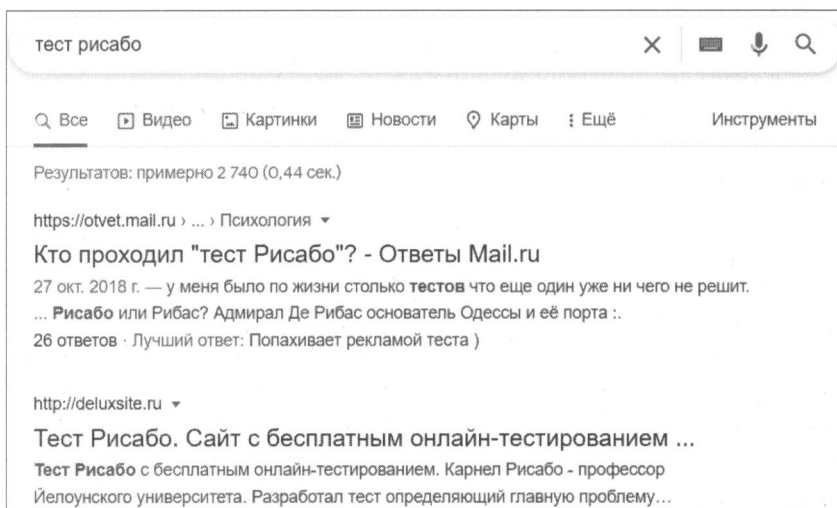 тест рисабо
Все Видео Картинки Новости Карты Ещё Инструменты
Результатов: примерно 2 740 (0,44 сек.)
https://otvet.mail.ru › ... › Психология
Кто проходил "тест Рисабо"? - Ответы Mail.ru
27 окт. 2018 г. — у меня было по жизни столько тестов что еще один уже ни чего не решит.
... Рисабо или Рибас? Адмирал Де Рибас основатель Одессы и её порта :.
26 ответов · Лучший ответ: Попахивает рекламой теста )
http://deluxsite.ru
Тест Рисабо. Сайт с бесплатным онлайн-тестированием ...
Тест Рисабо с бесплатным онлайн-тестированием. Карнел Рисабо - профессор
Йелоунского университета. Разработал тест определяющий главную проблему...